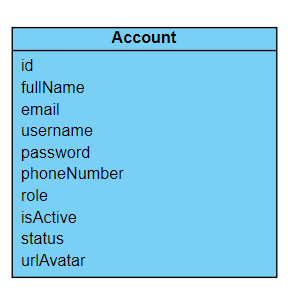 Account
id
fullName
email
username
password
phoneNumber
role
isActive
status
urlAvatar